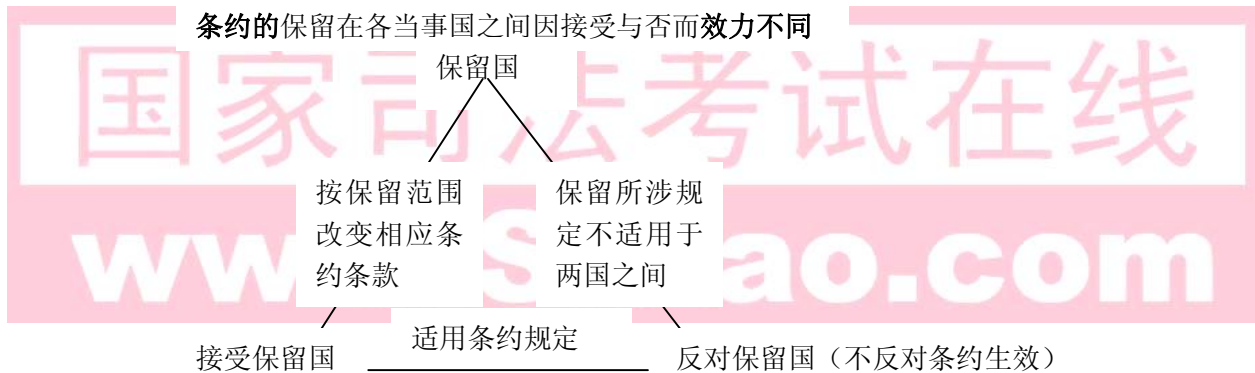 条约的保留在各当事国之间因接受与否而效力不同
保留国
国家司法考试在线
按保留范围
改变相应条
约条款
保留所涉规
定不适用于
两国之间
适用条约规定
接受保留国
反对保留国（不反对条约生效）